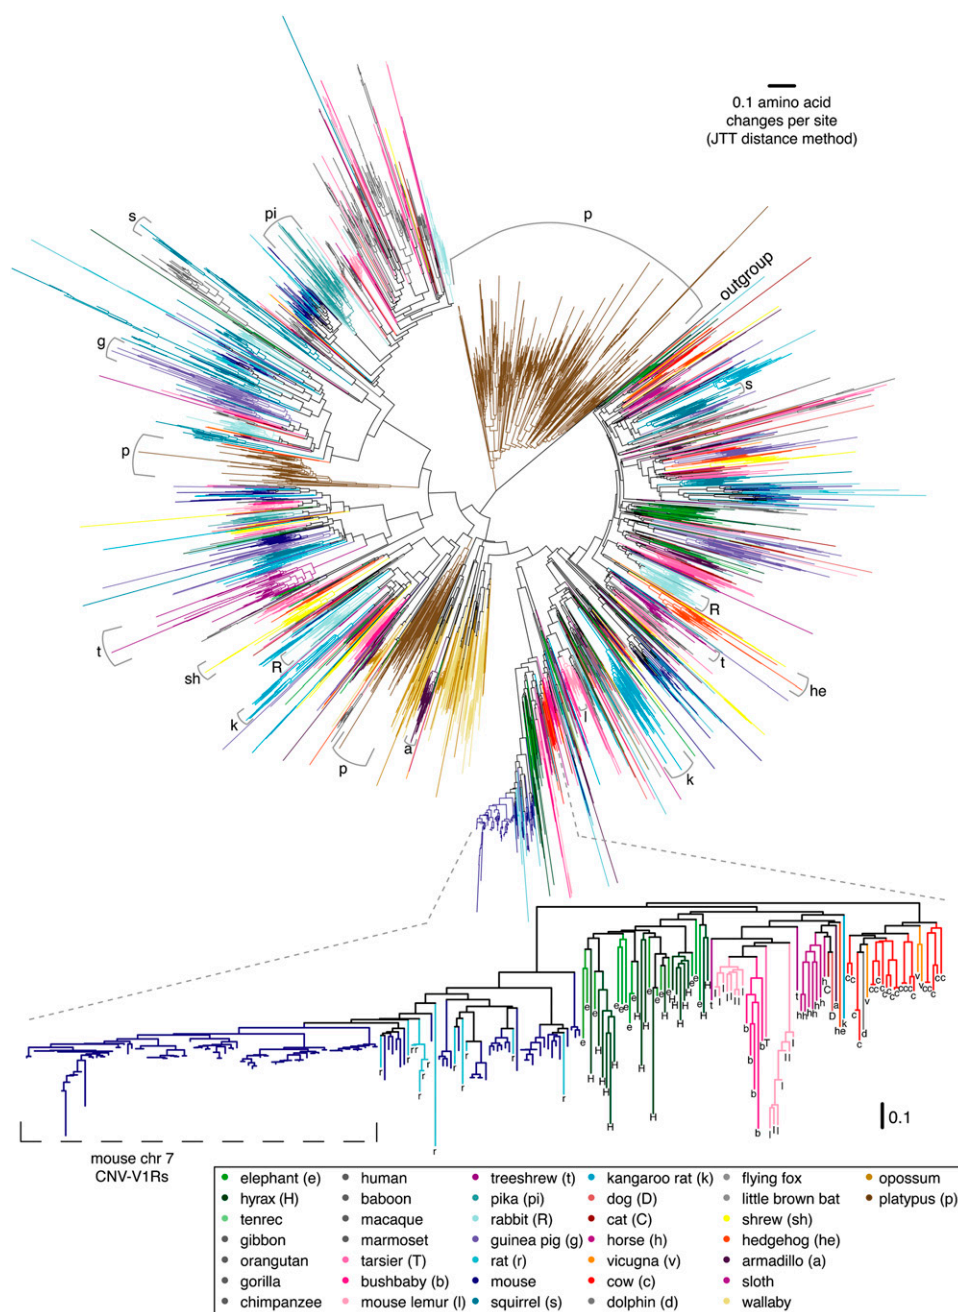 0.1 amino acid
changes per site
(JTT distance method)
p
outgroup
s
pi
g
s
p
t
sh
R
k
p
a
l
k
t
R
he
mouse chr 7
CNV-V1Rs
0.1
elephant (e)
hyrax (H)
tenrec
gibbon
orangutan
gorilla
chimpanzee
human
baboon
macaque
marmoset
tarsier (T)
bushbaby (b)
mouse lemur (l)
treeshrew (t)
pika (pi)
rabbit (R)
guinea pig (g)
rat (r)
mouse
squirrel (s)
kangaroo rat (k)
dog (D)
cat (C)
horse (h)
vicugna (v)
cow (c)
dolphin (d)
flying fox
little brown bat
shrew (sh)
hedgehog (he)
armadillo (a)
sloth
wallaby
opossum
platypus (p)